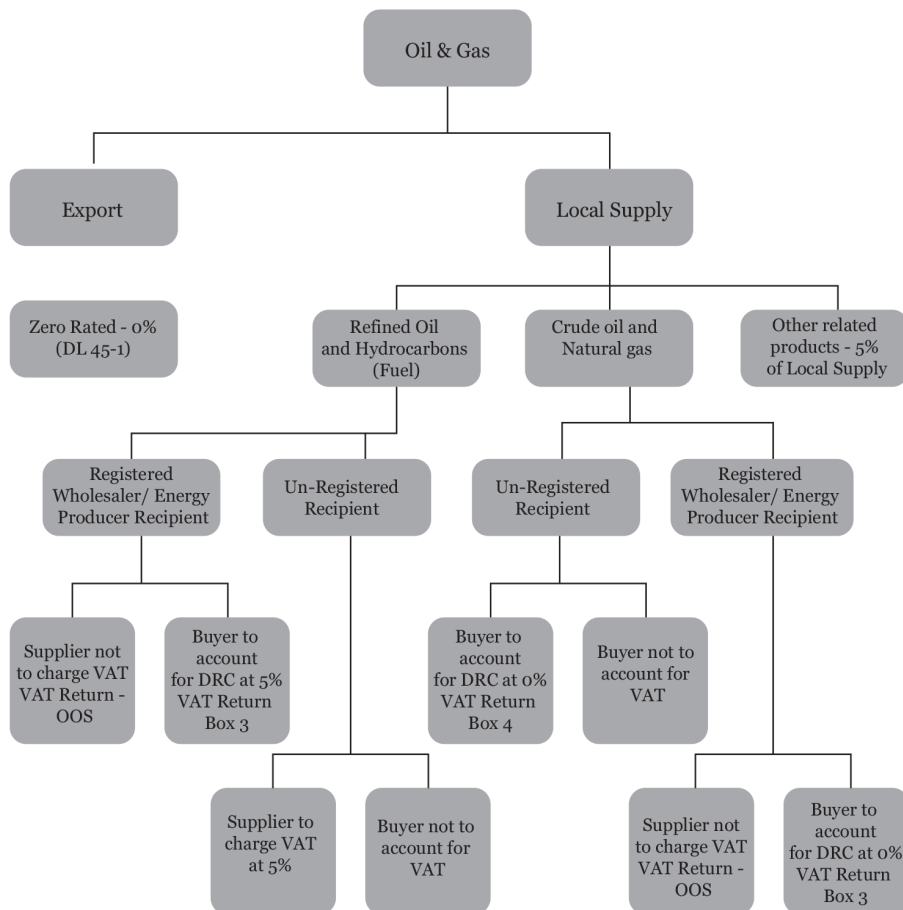 Oil & Gas
Export
Local Supply
Zero Rated - 0%
(DL 45-1)
Refined Oil
and Hydrocarbons
(Fuel)
Crude oil and
Natural gas
Other related
products - 5%
of Local Supply
Registered
Wholesaler/ Energy
Producer Recipient
Un-Registered
Recipient
Un-Registered
Recipient
Registered
Wholesaler/ Energy
Producer Recipient
Supplier not
to charge VAT
VAT Return -
OOS
Buyer to
account
for DRC at 5%
VAT Return
Box 3
Buyer to
account
for DRC at 0%
VAT Return
Box 4
Buyer not to
account for
VAT
Supplier to
charge VAT
at 5%
Buyer not to
account for
VAT
Supplier not
to charge VAT
VAT Return -
OOS
Buyer to
account
for DRC at 0%
VAT Return
Box 3